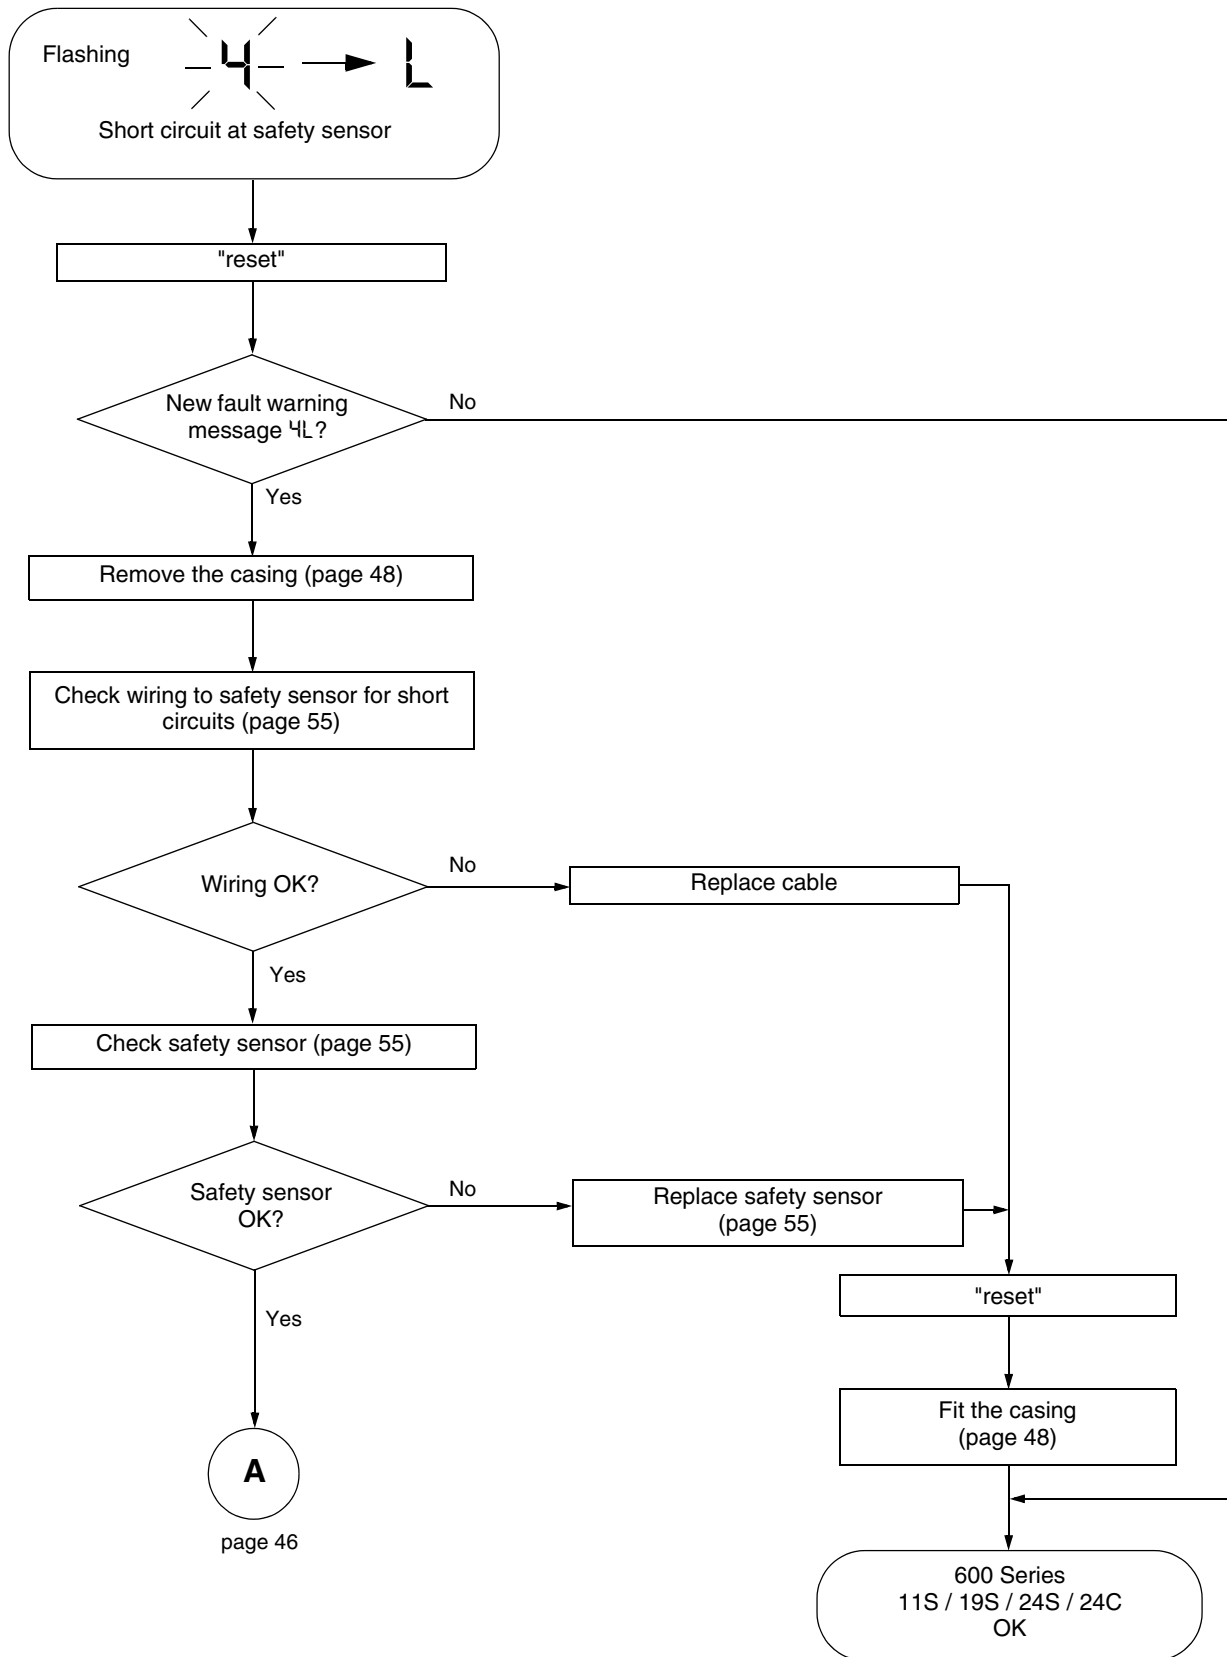 Flashing
4
L
Short circuit at safety sensor
"reset"
New fault warning
message 4L?
No
Yes
Remove the casing (page 48)
Check wiring to safety sensor for short
circuits (page 55)
Wiring OK?
No
Replace cable
Yes
Check safety sensor (page 55)
Safety sensor
OK?
No
Replace safety sensor
(page 55)
Yes
"reset"
Fit the casing
(page 48)
A
page 46
600 Series
11S / 19S / 24S / 24C
OK